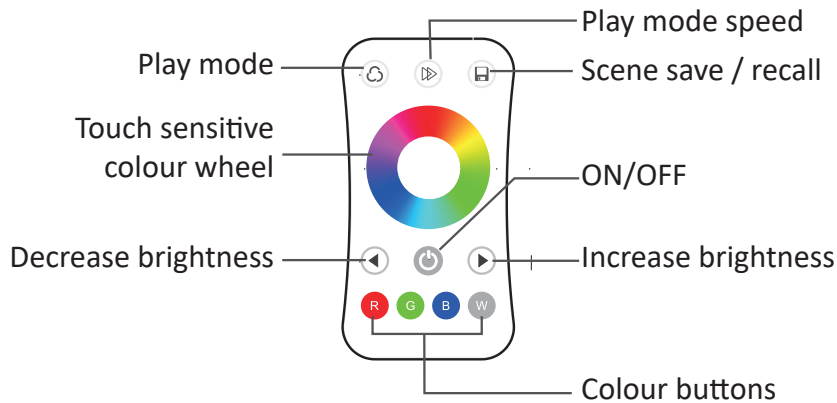 Play mode speed
Play mode
Scene save / recall
Touch sensitive
colour wheel
ON/OFF
Decrease brightness
Increase brightness
R G B W
Colour buttons